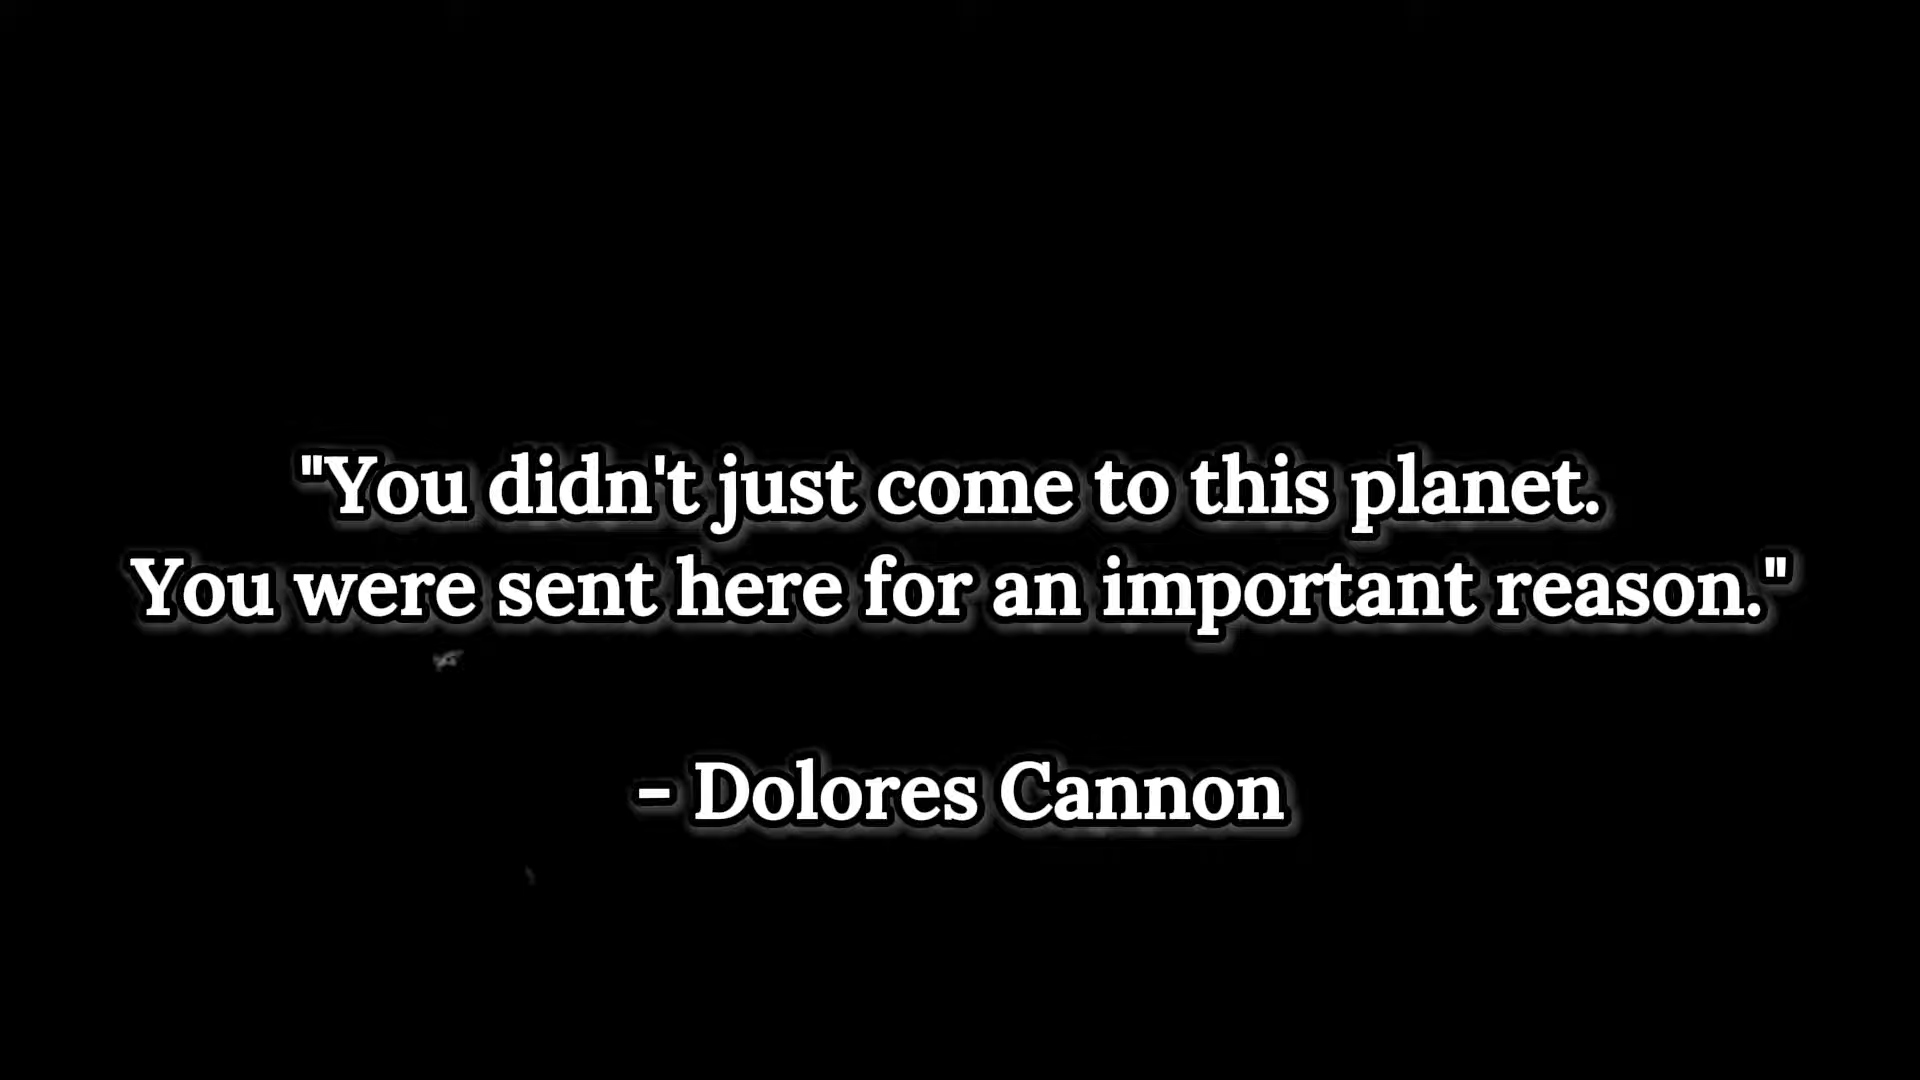 "You didn't just come to this planet.
You were sent here for an important reason."
- Dolores Cannon